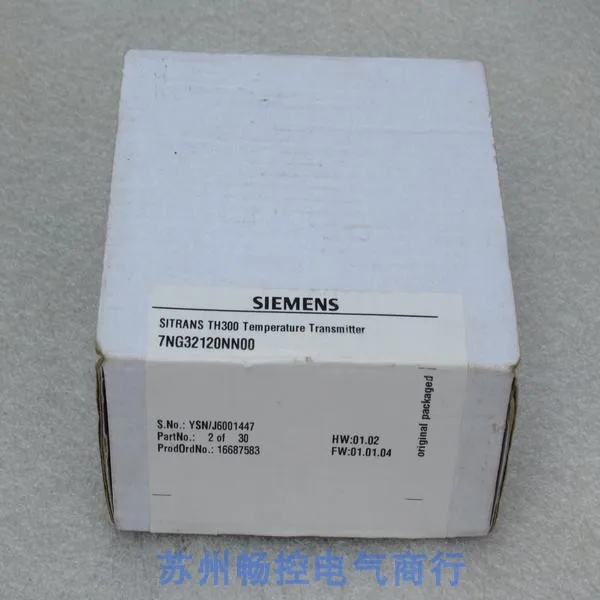 SIEMENS
SITRANS TH300 Temperature Transmitter
7NG32120NN00
S.No.: YSN/J6001447
PartNo.: 2 of 30
ProdOrdNo.: 16687583
HW:01.02
FW:01.01.04
original packaged
苏州畅控电气商行